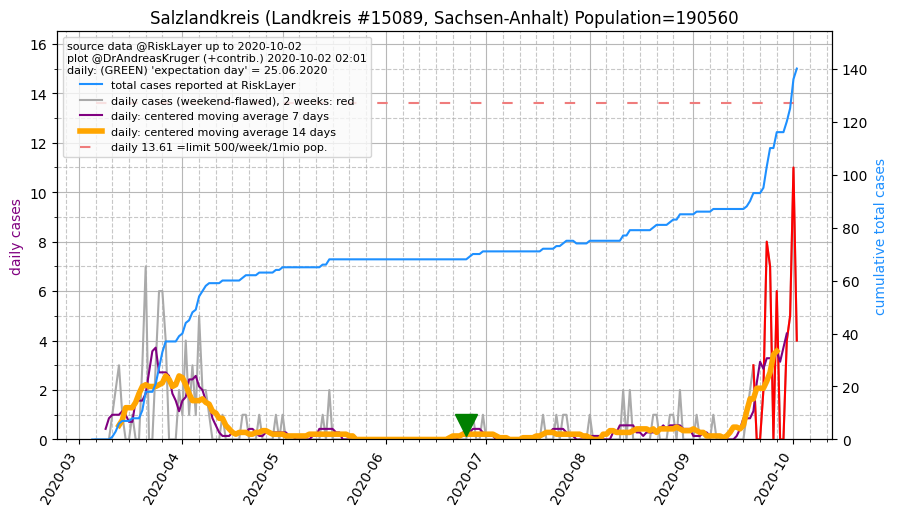 Salzlandkreis (Landkreis #15089, Sachsen-Anhalt) Population=190560
source data @RiskLayer up to 2020-10-02
plot @DrAndreasKruger (+contrib.) 2020-10-02 02:01
daily: (GREEN) 'expectation day' = 25.06.2020
total cases reported at RiskLayer
daily cases (weekend-flawed), 2 weeks: red
daily: centered moving average 7 days
daily: centered moving average 14 days
daily 13.61 =limit 500/week/1mio pop.
daily cases
16
14
12
10
8
6
4
2
0
cumulative total cases
140
120
100
80
60
40
20
0
2020-03
2020-04
2020-05
2020-06
2020-07
2020-08
2020-09
2020-10